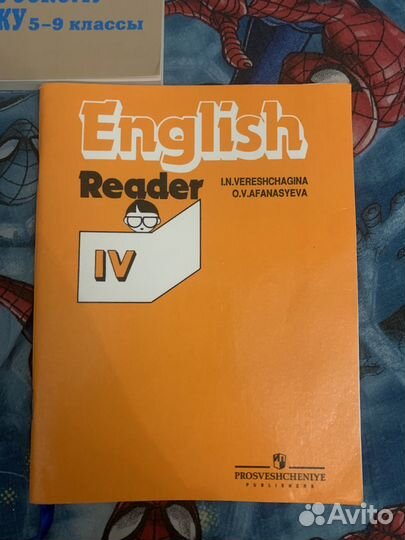 КУ 5-9 классы
English
Reader
I.N.VERESHCHAGINA
O.V.AFANASYEVA
IV
PROSVESHCHENIYE
PUBLISHERS
Avito